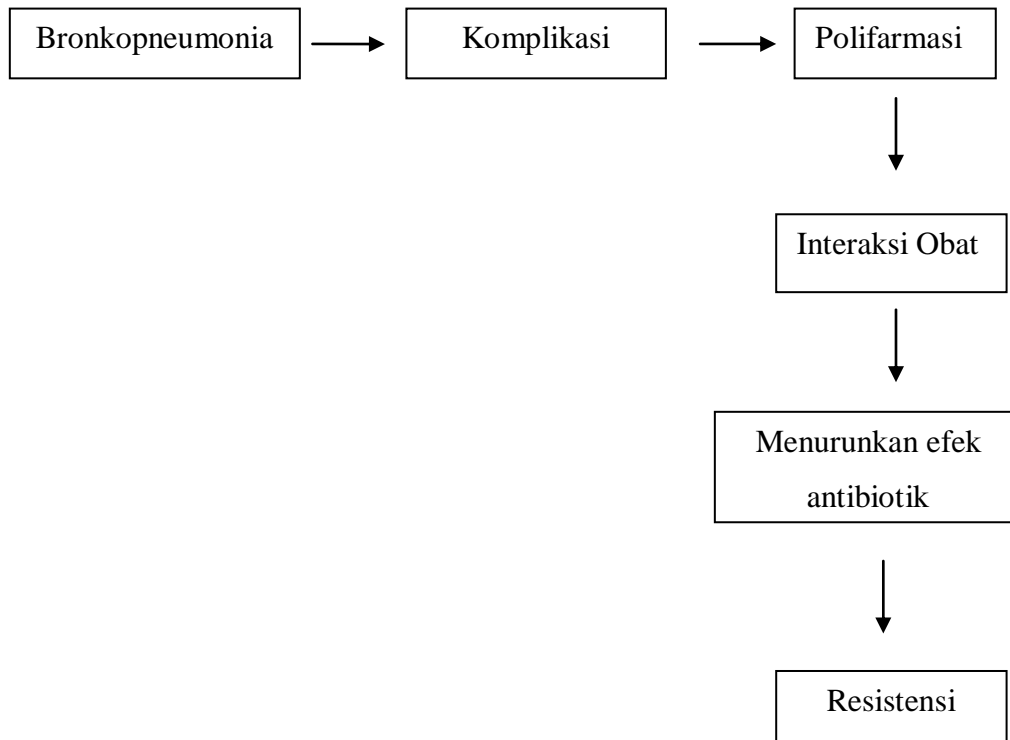 Bronkopneumonia
Komplikasi
Polifarmasi
Interaksi Obat
Menurunkan efek
antibiotik
Resistensi